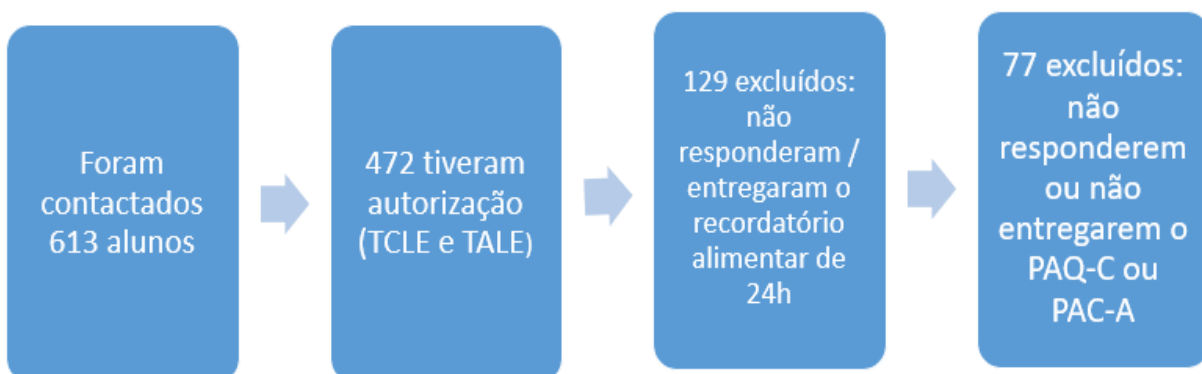 Foram
contactados
613 alunos
472 tiveram
autorização
(TCLE e TALE)
129 excluídos:
não
responderam /
entregaram o
recordatório
alimentar de
24h
77 excluídos:
não
responderem
ou não
entregarem o
PAQ-C ou
PAC-A